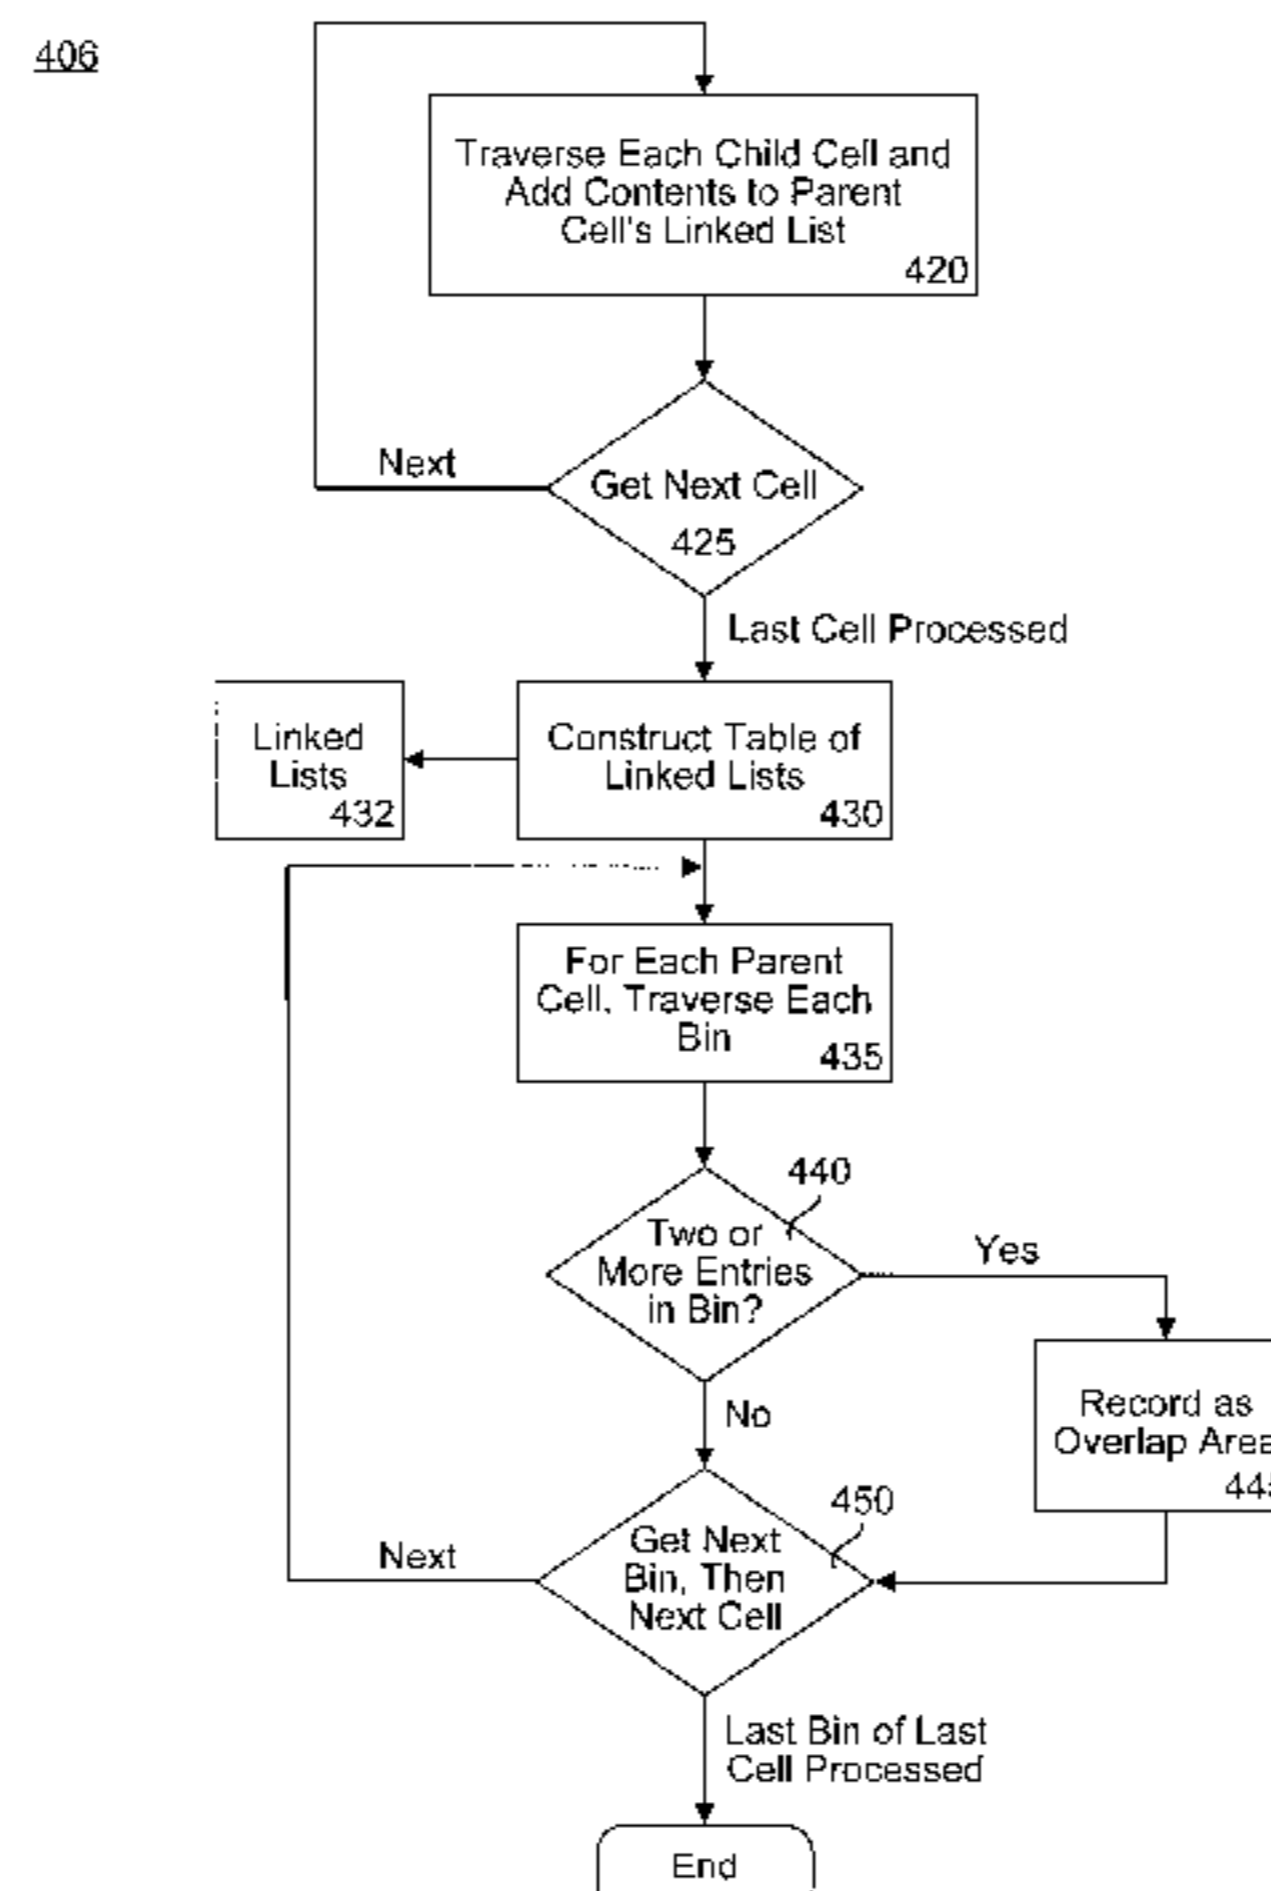 406
Traverse Each Child Cell and
Add Contents to Parent
Cell's Linked List
420
Next
Get Next Cell
425
Last Cell Processed
Linked
Lists
432
Construct Table of
Linked Lists
430
For Each Parent
Cell, Traverse Each
Bin
435
440
Two or
More Entries
in Bin?
Yes
No
Record as
Overlap Area
450
Get Next
Bin, Then
Next Cell
Next
Last Bin of Last
Cell Processed
End